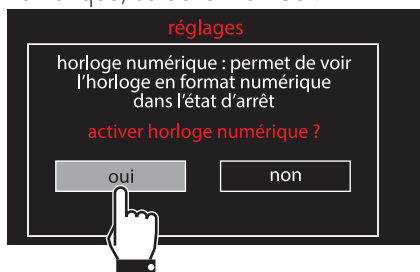 réglages
horloge numérique : permet de voir
l'horloge en format numérique
dans l'état d'arrêt
activer horloge numérique ?
oui
non